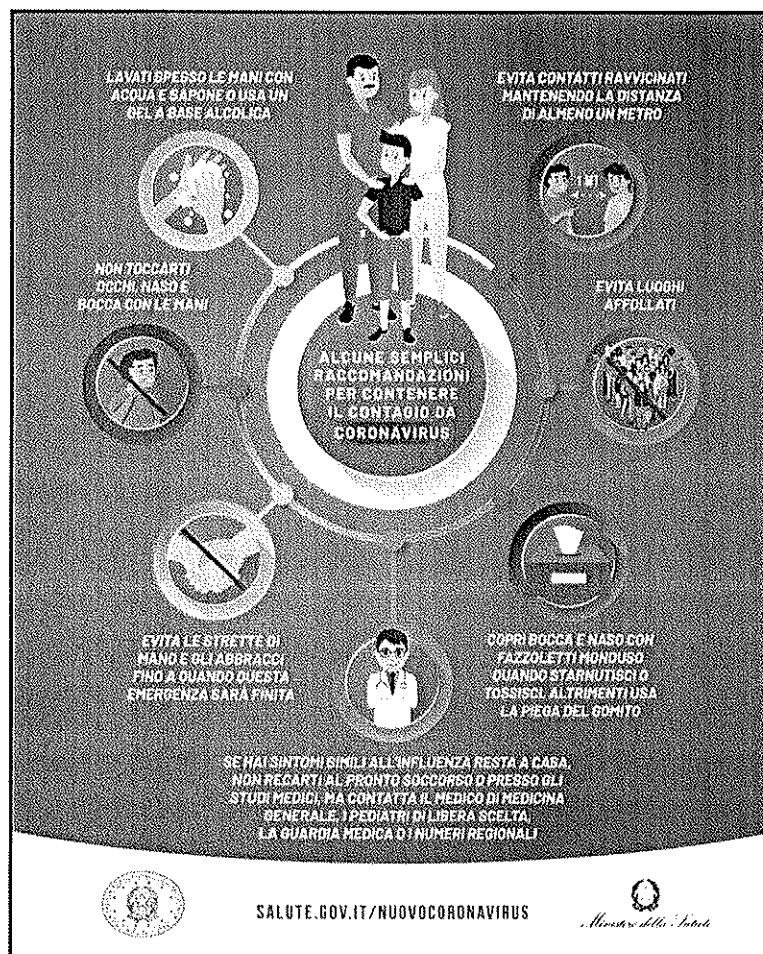 LAVATI SPESSO LE MANI CON
ACQUA E SAPONE O USA UN
GEL A BASE ALCOLICA
EVITA CONTATTI RAVVICINATI
MANTENENDO LA DISTANZA
DI ALMENO UN METRO
1 MT
NON TOCCARTI
OCCHI, NASO E
BOCCA CON LE MANI
EVITA LUOGHI
AFFOLLATI
ALCUNE SEMPLICI
RACCOMANDAZIONI
PER CONTENERE
IL CONTAGIO DA
CORONAVIRUS
EVITA LE STRETTE DI
MANO E GLI ABBRACCI
FINO A QUANDO QUESTA
EMERGENZA SARÀ FINITA
COPRI BOCCA E NASO CON
FAZZOLETTI MONOUSO
QUANDO STARNUTISCI O
TOSSISCI, ALTRIMENTI USA
LA PIEGA DEL GOMITO
SE HAI SINTOMI SIMILI ALL'INFLUENZA RESTA A CASA,
NON RECARTI AL PRONTO SOCCORSO O PRESSO GLI
STUDI MEDICI, MA CONTATTA IL MEDICO DI MEDICINA
GENERALE, I PEDIATRI DI LIBERA SCELTA,
LA GUARDIA MEDICA O I NUMERI REGIONALI
SALUTE.GOV.IT/NUOVOCORONAVIRUS
Ministero della Salute